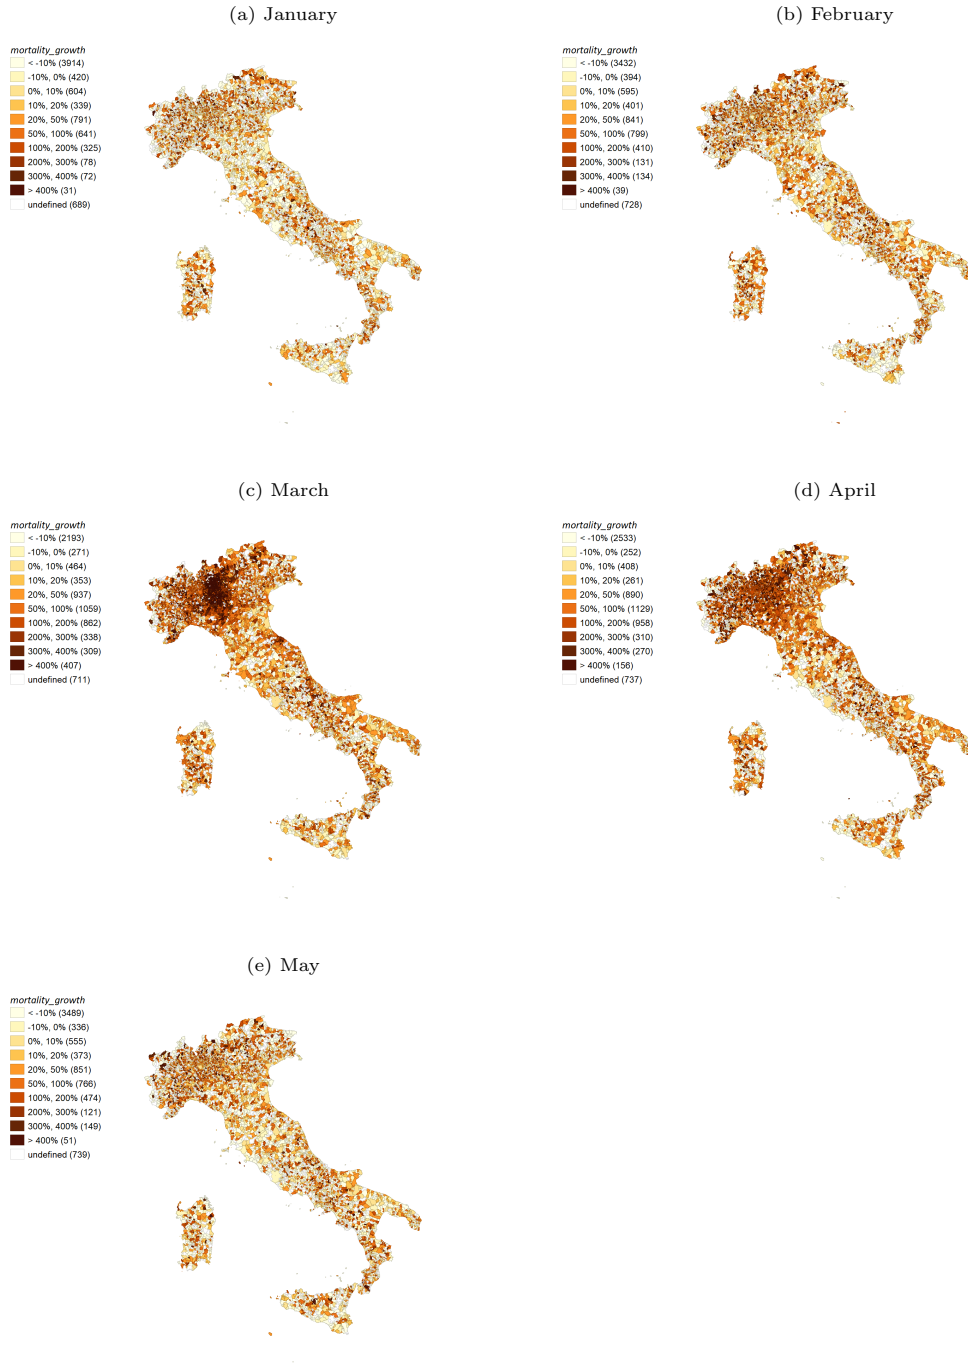 (a) January
mortality_growth
< -10% (3914)
-10%, 0% (420)
0%, 10% (604)
10%, 20% (339)
20%, 50% (791)
50%, 100% (641)
100%, 200% (325)
200%, 300% (78)
300%, 400% (72)
> 400% (31)
undefined (689)
(b) February
mortality_growth
< -10% (3432)
-10%, 0% (394)
0%, 10% (595)
10%, 20% (401)
20%, 50% (841)
50%, 100% (799)
100%, 200% (410)
200%, 300% (131)
300%, 400% (134)
> 400% (39)
undefined (728)
(c) March
mortality_growth
< -10% (2193)
-10%, 0% (271)
0%, 10% (464)
10%, 20% (353)
20%, 50% (937)
50%, 100% (1059)
100%, 200% (862)
200%, 300% (338)
300%, 400% (309)
> 400% (407)
undefined (711)
(d) April
mortality_growth
< -10% (2533)
-10%, 0% (252)
0%, 10% (408)
10%, 20% (261)
20%, 50% (890)
50%, 100% (1129)
100%, 200% (958)
200%, 300% (310)
300%, 400% (270)
> 400% (156)
undefined (737)
(e) May
mortality_growth
< -10% (3489)
-10%, 0% (336)
0%, 10% (555)
10%, 20% (373)
20%, 50% (851)
50%, 100% (766)
100%, 200% (474)
200%, 300% (121)
300%, 400% (149)
> 400% (51)
undefined (739)